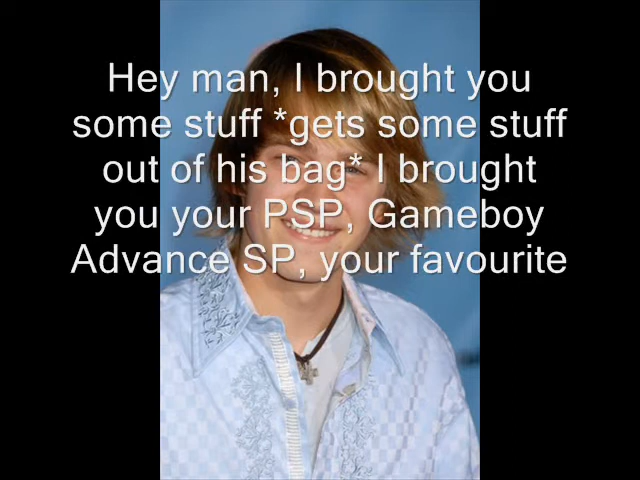 Hey man, I brought you
some stuff *gets some stuff
out of his bag* I brought
you your PSP, Gameboy
Advance SP, your favourite